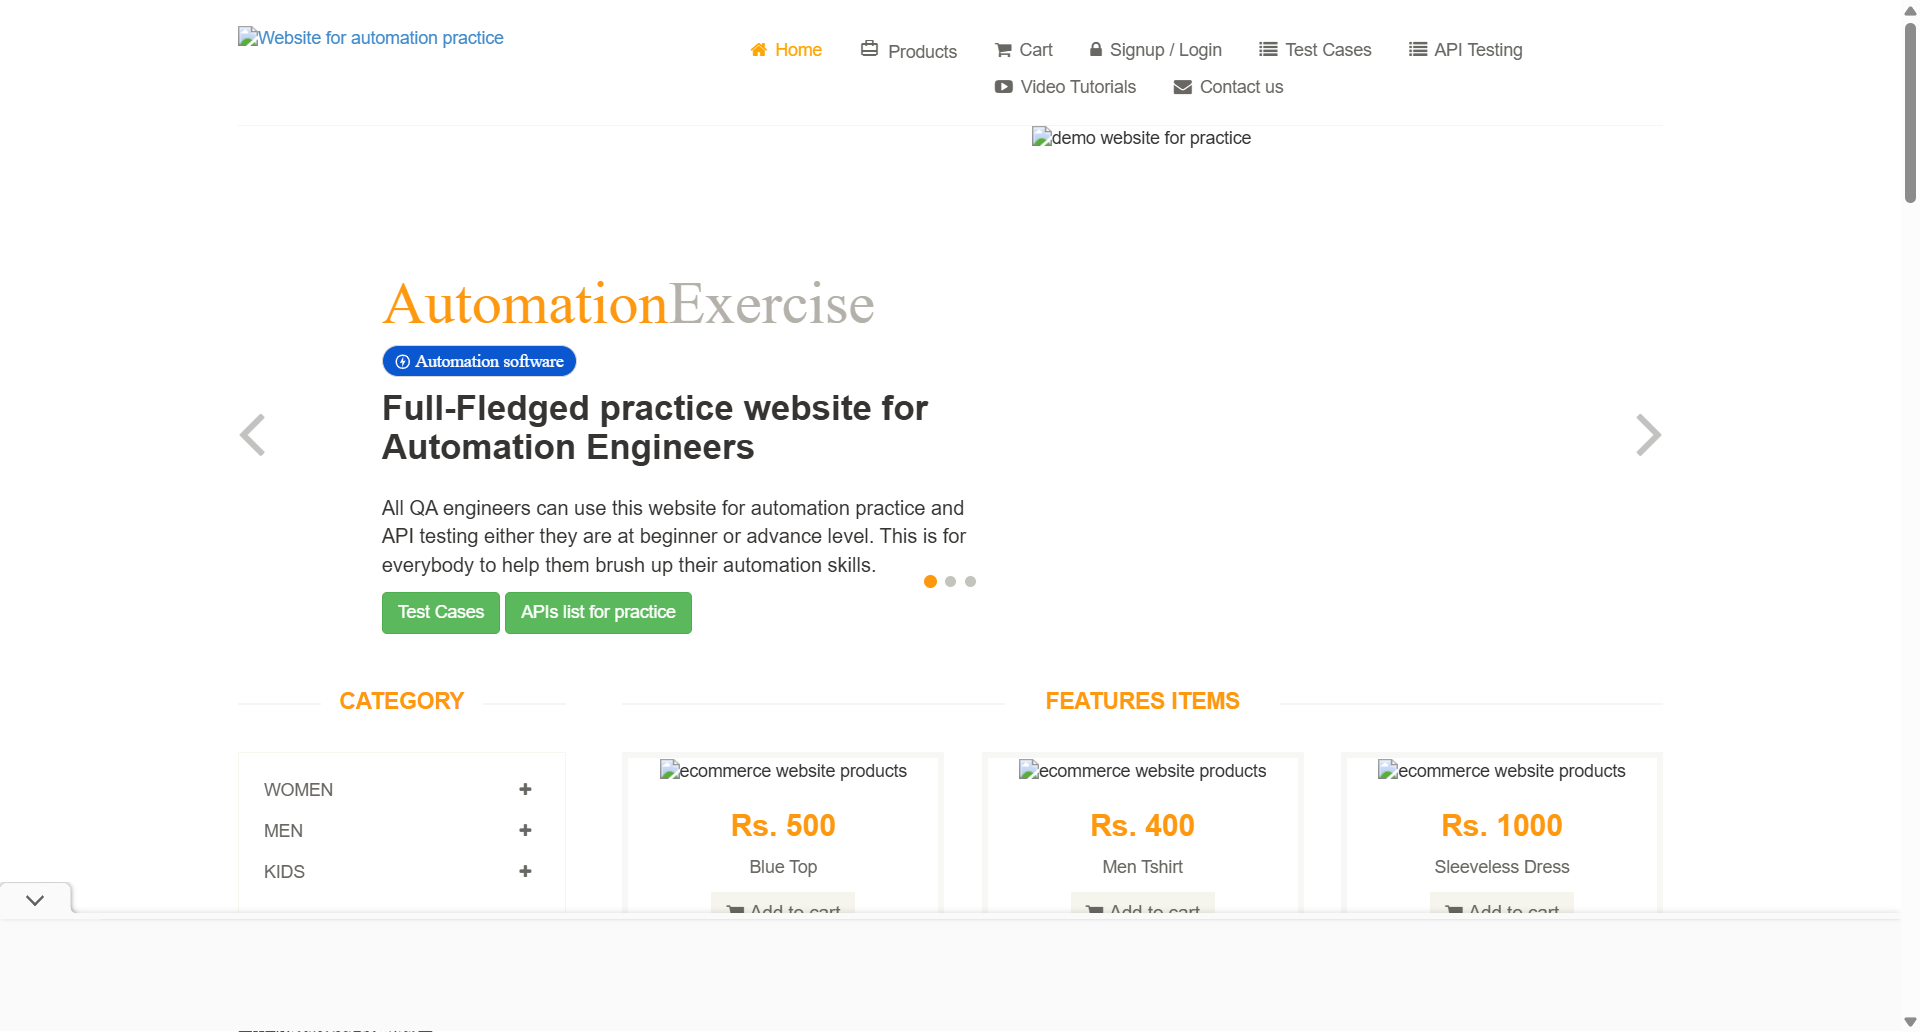 Website for automation practice
Home Products Cart Signup / Login Test Cases API Testing
Video Tutorials Contact us
demo website for practice
AutomationExercise
Automation software
Full-Fledged practice website for
Automation Engineers
All QA engineers can use this website for automation practice and
API testing either they are at beginner or advance level. This is for
everybody to help them brush up their automation skills.
Test Cases APIs list for practice
CATEGORY
WOMEN
MEN
KIDS
FEATURES ITEMS
ecommerce website products
Rs. 500
Blue Top
Add to cart
ecommerce website products
Rs. 400
Men Tshirt
Add to cart
ecommerce website products
Rs. 1000
Sleeveless Dress
Add to cart